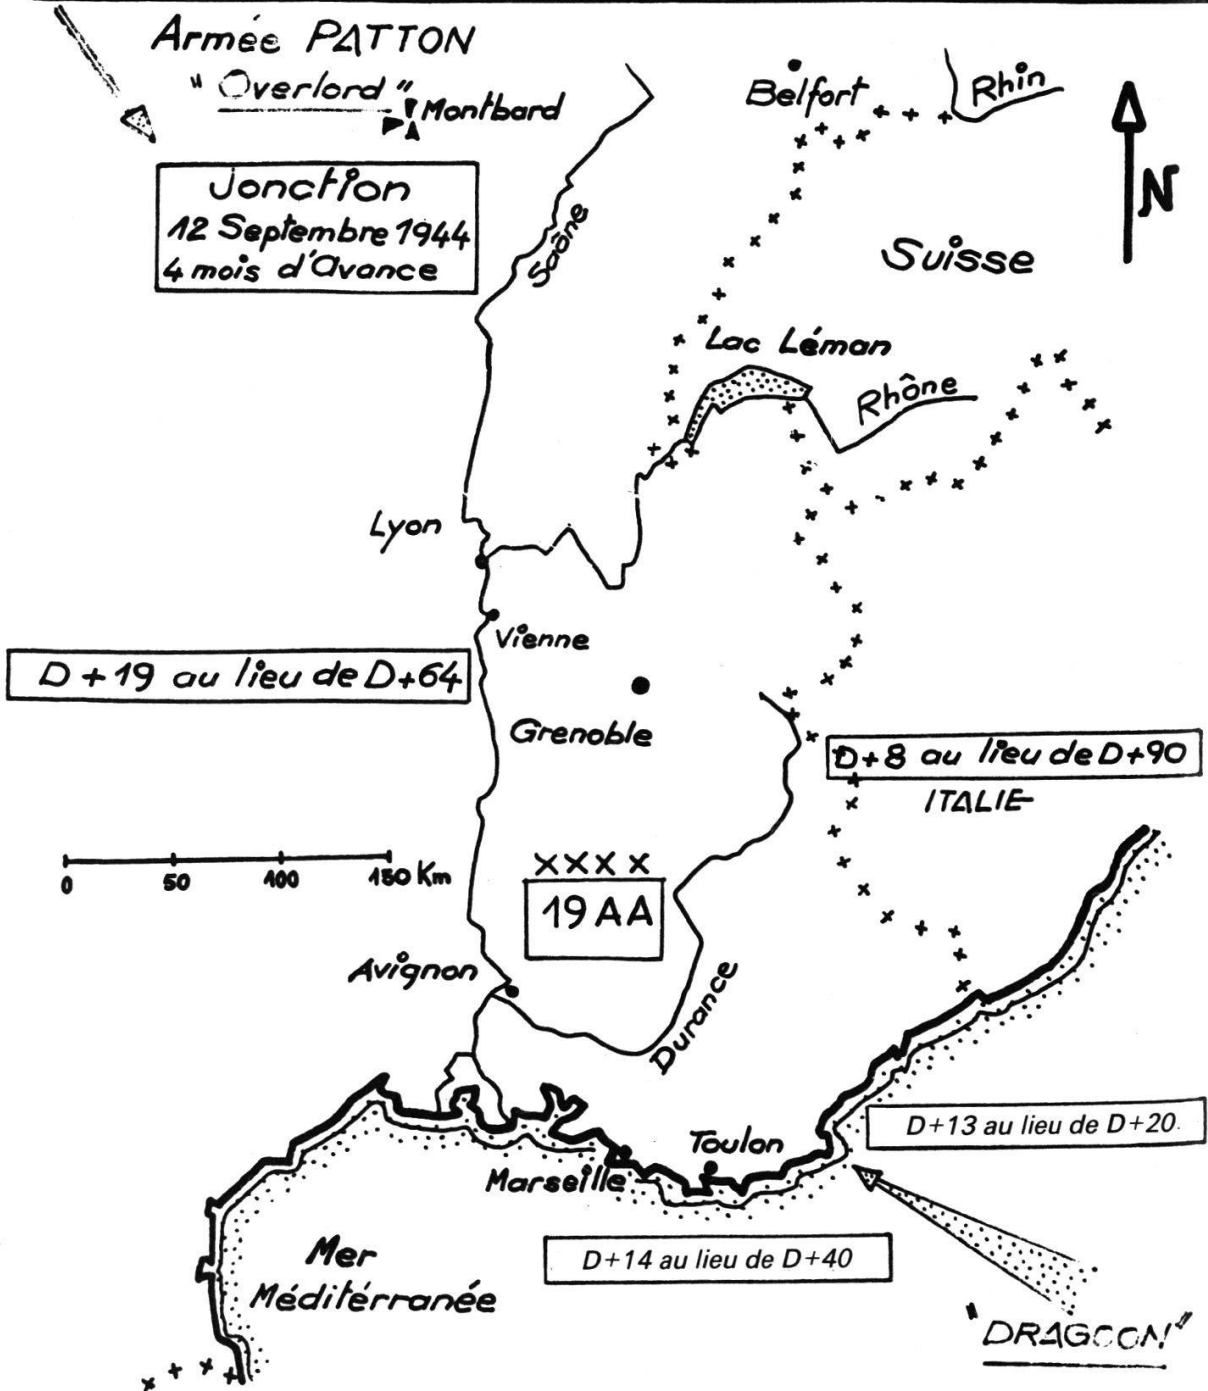 Armée PATTON
"Overlord"
Montbard
Belfort
Rhin
N
Jonction
12 Septembre 1944
4 mois d'Avance
Saône
Suisse
Lac Léman
Rhône
Lyon
Vienne
D+19 au lieu de D+64
Grenoble
D+8 au lieu de D+90
ITALIE
0 50 100 150 Km
XXXX
19 AA
Avignon
Durance
D+13 au lieu de D+20.
Toulon
Marseille
Mer
Méditérranée
D+14 au lieu de D+40
"DRAGOON"